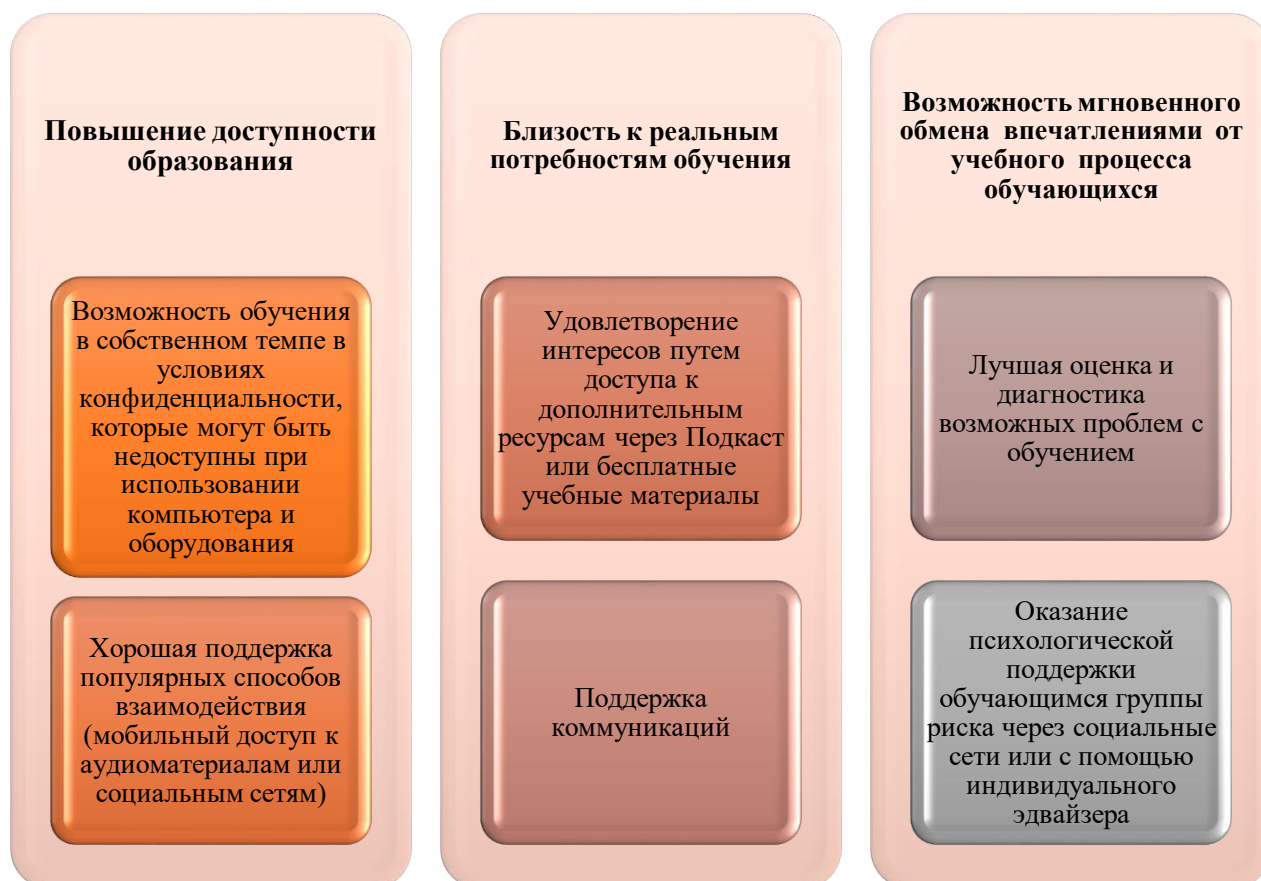 Повышение доступности
образования
Возможность обучения
в собственном темпе в
условиях
конфиденциальности,
которые могут быть
недоступны при
использовании
компьютера и
оборудования
Хорошая поддержка
популярных способов
взаимодействия
(мобильный доступ к
аудиоматериалам или
социальным сетям)
Близость к реальным
потребностям обучения
Удовлетворение
интересов путем
доступа к
дополнительным
ресурсам через Подкаст
или бесплатные
учебные материалы
Поддержка
коммуникаций
Возможность мгновенного
обмена впечатлениями от
учебного процесса
обучающихся
Лучшая оценка и
диагностика
возможных проблем с
обучением
Оказание
психологической
поддержки
обучающимся группы
риска через социальные
сети или с помощью
индивидуального
эдвайзера